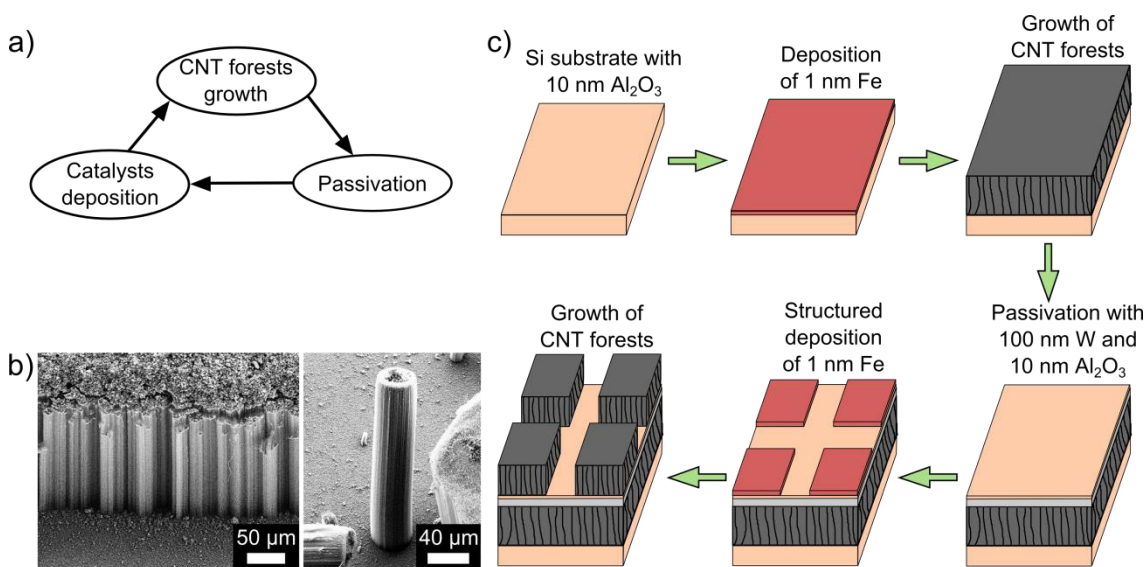 a)
CNT forests
growth
Catalysts
deposition
Passivation
b)
50 µm
40 µm
c)
Si substrate with
10 nm Al₂O₃
Deposition
of 1 nm Fe
Growth of
CNT forests
Passivation with
100 nm W and
10 nm Al₂O₃
Structured
deposition
of 1 nm Fe
Growth of
CNT forests